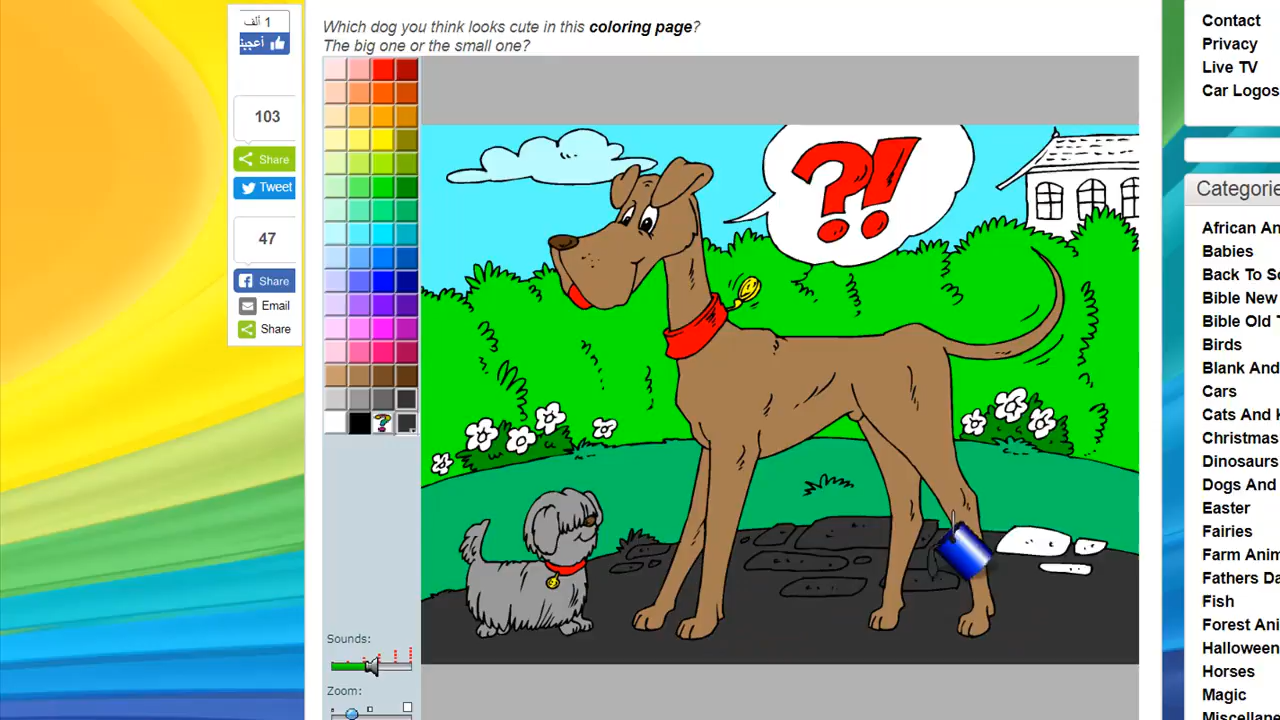 Which dog you think looks cute in this coloring page?
The big one or the small one?
1 ألف
أعجبني
103
Share
Tweet
47
Share
Email
Share
?!
Sounds:
Zoom:
Contact
Privacy
Live TV
Car Logos
Categorie
African An
Babies
Back To Sc
Bible New
Bible Old T
Birds
Blank And
Cars
Cats And K
Christmas
Dinosaurs
Dogs And
Easter
Fairies
Farm Anim
Fathers Da
Fish
Forest Ani
Halloween
Horses
Magic